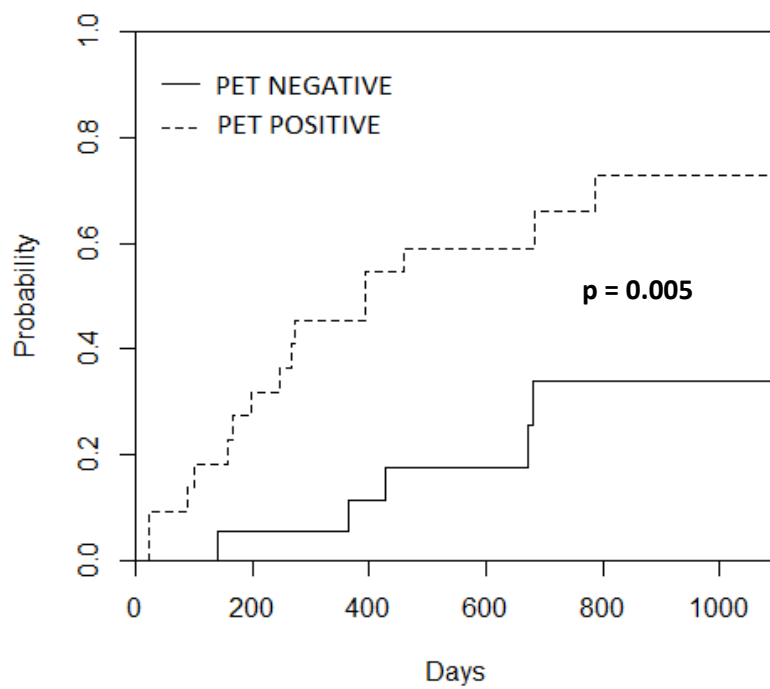 PET NEGATIVE
PET POSITIVE
p = 0.005
Probability
0.0 0.2 0.4 0.6 0.8 1.0
0 200 400 600 800 1000
Days